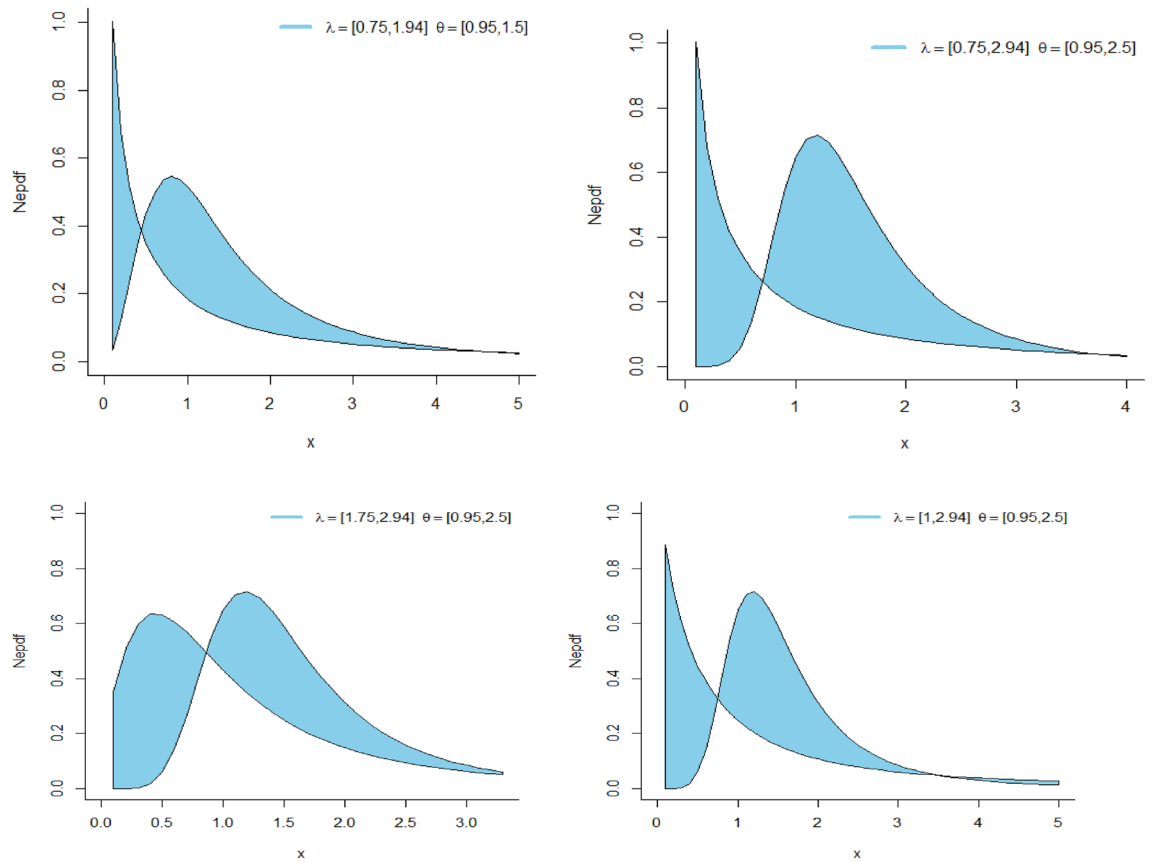 λ = [0.75,1.94] θ = [0.95,1.5]
Nepdf
0.0 0.2 0.4 0.6 0.8 1.0
0 1 2 3 4 5
x
λ = [0.75,2.94] θ = [0.95,2.5]
Nepdf
0.0 0.2 0.4 0.6 0.8 1.0
0 1 2 3 4
x
λ = [1.75,2.94] θ = [0.95,2.5]
Nepdf
0.0 0.2 0.4 0.6 0.8 1.0
0.0 0.5 1.0 1.5 2.0 2.5 3.0
x
λ = [1,2.94] θ = [0.95,2.5]
Nepdf
0.0 0.2 0.4 0.6 0.8 1.0
0 1 2 3 4 5
x